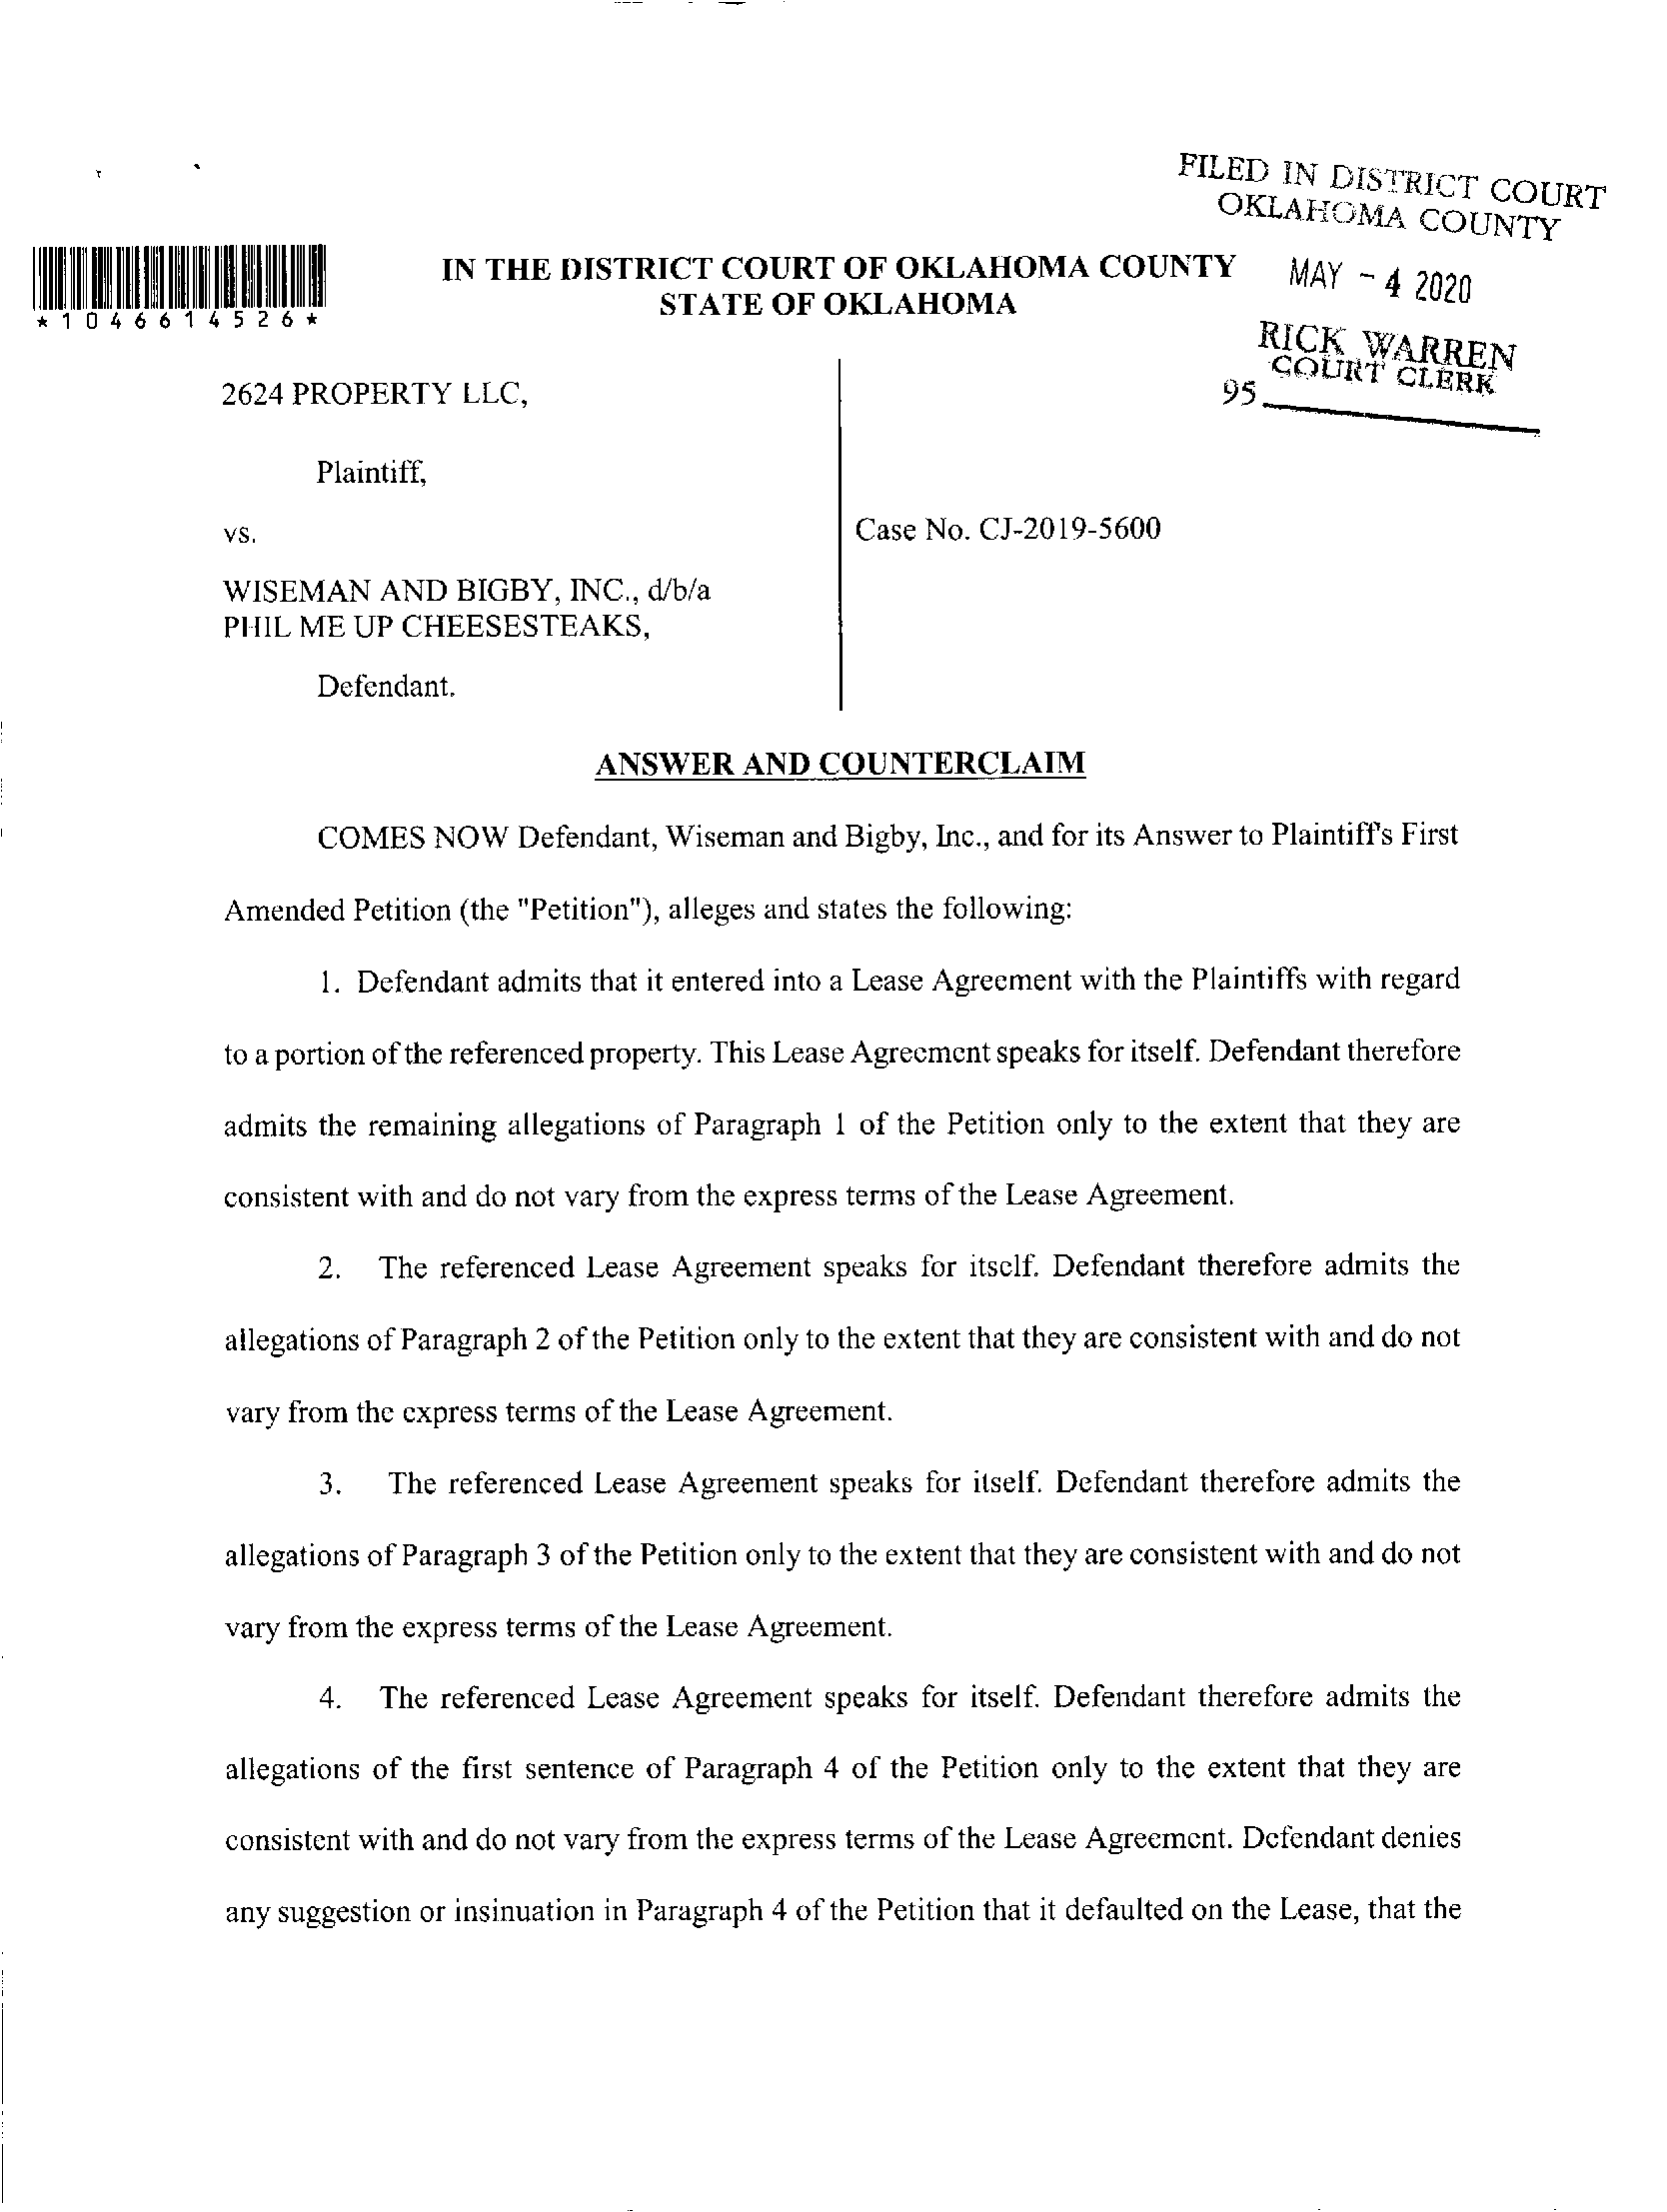 FILED IN DISTRICT COURT
OKLAHOMA COUNTY
MAY - 4 2020
RICK WARREN
COURT CLERK
95
*1046614526*
IN THE DISTRICT COURT OF OKLAHOMA COUNTY
STATE OF OKLAHOMA
2624 PROPERTY LLC,
Plaintiff,
vs.
Case No. CJ-2019-5600
WISEMAN AND BIGBY, INC., d/b/a
PHIL ME UP CHEESESTEAKS,
Defendant.
ANSWER AND COUNTERCLAIM
COMES NOW Defendant, Wiseman and Bigby, Inc., and for its Answer to Plaintiff's First
Amended Petition (the "Petition"), alleges and states the following:
1. Defendant admits that it entered into a Lease Agreement with the Plaintiffs with regard
to a portion of the referenced property. This Lease Agreement speaks for itself. Defendant therefore
admits the remaining allegations of Paragraph 1 of the Petition only to the extent that they are
consistent with and do not vary from the express terms of the Lease Agreement.
2. The referenced Lease Agreement speaks for itself. Defendant therefore admits the
allegations of Paragraph 2 of the Petition only to the extent that they are consistent with and do not
vary from the express terms of the Lease Agreement.
3. The referenced Lease Agreement speaks for itself. Defendant therefore admits the
allegations of Paragraph 3 of the Petition only to the extent that they are consistent with and do not
vary from the express terms of the Lease Agreement.
4. The referenced Lease Agreement speaks for itself. Defendant therefore admits the
allegations of the first sentence of Paragraph 4 of the Petition only to the extent that they are
consistent with and do not vary from the express terms of the Lease Agreement. Defendant denies
any suggestion or insinuation in Paragraph 4 of the Petition that it defaulted on the Lease, that the